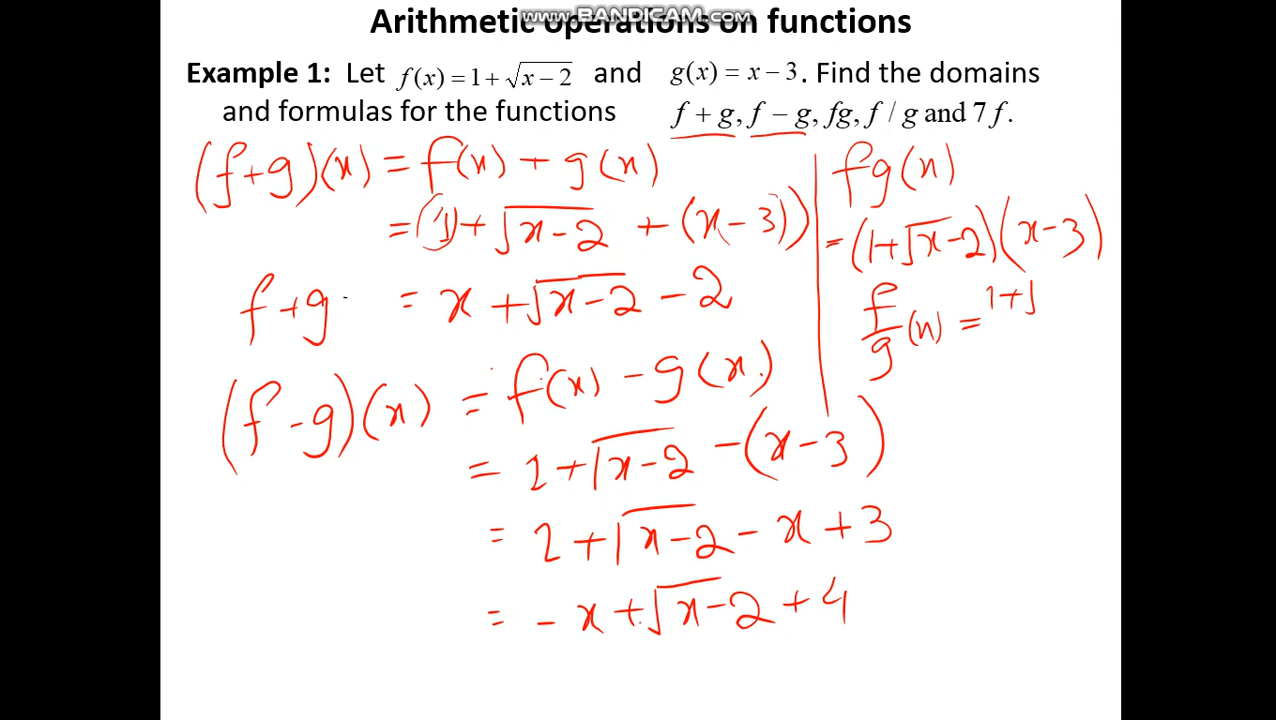 Arithmetic operations on functions
www.BANDICAM.com
Example 1: Let f(x) = 1 + √(x − 2) and g(x) = x − 3. Find the domains
and formulas for the functions f + g, f − g, fg, f / g and 7 f.
(f+g)(x) = f(x) + g(x)
= (1) + √(x−2) + (x−3))
f+g = x + √(x−2) − 2
(f−g)(x) = f(x) − g(x)
= 1 + √(x−2) − (x−3)
= 1 + √(x−2) − x + 3
= −x + √(x−2) + 4
fg(x)
= (1+√(x−2))(x−3)
f/g (x) = 1+√